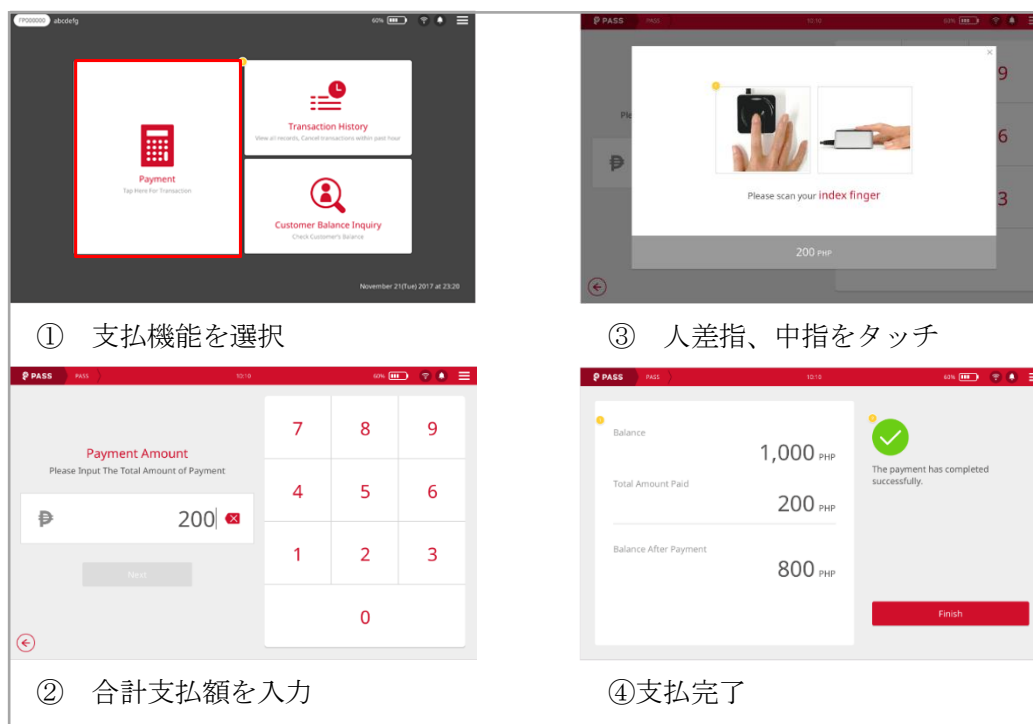 FP000000 abcdefg 60%
Payment
Tap Here For Transaction
Transaction History
View all records, Cancel transactions within past hour
Customer Balance Inquiry
Check Customer's Balance
November 21(Tue) 2017 at 23:20
① 支払機能を選択
PASS PASS 10:10 60%
Payment Amount
Please Input The Total Amount of Payment
₱ 200
Next
7 8 9
4 5 6
1 2 3
0
② 合計支払額を入力
PASS PASS 10:10 60%
9
6
3
₱
Please scan your index finger
200 PHP
③ 人差指、中指をタッチ
PASS PASS 10:10 60%
Balance
1,000 PHP
Total Amount Paid
200 PHP
Balance After Payment
800 PHP
The payment has completed
successfully.
Finish
④支払完了